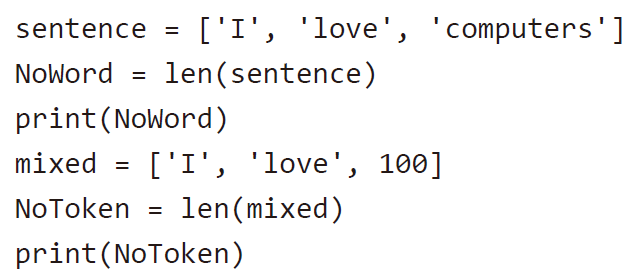 sentence = ['I', 'love', 'computers']
NoWord = len(sentence)
print(NoWord)
mixed = ['I', 'love', 100]
NoToken = len(mixed)
print(NoToken)